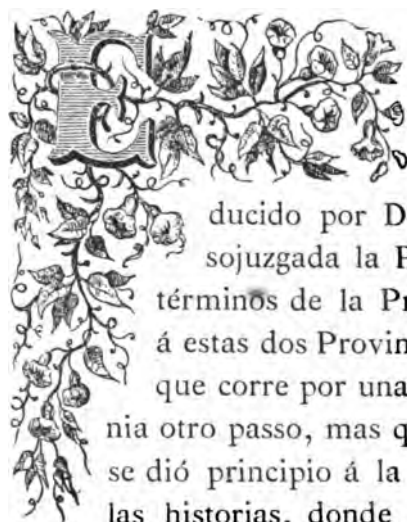 E
ducido por D
sojuzgada la P
términos de la Pr
á estas dos Provin
que corre por una
nia otro passo, mas q
se dió principio á la
las historias, donde